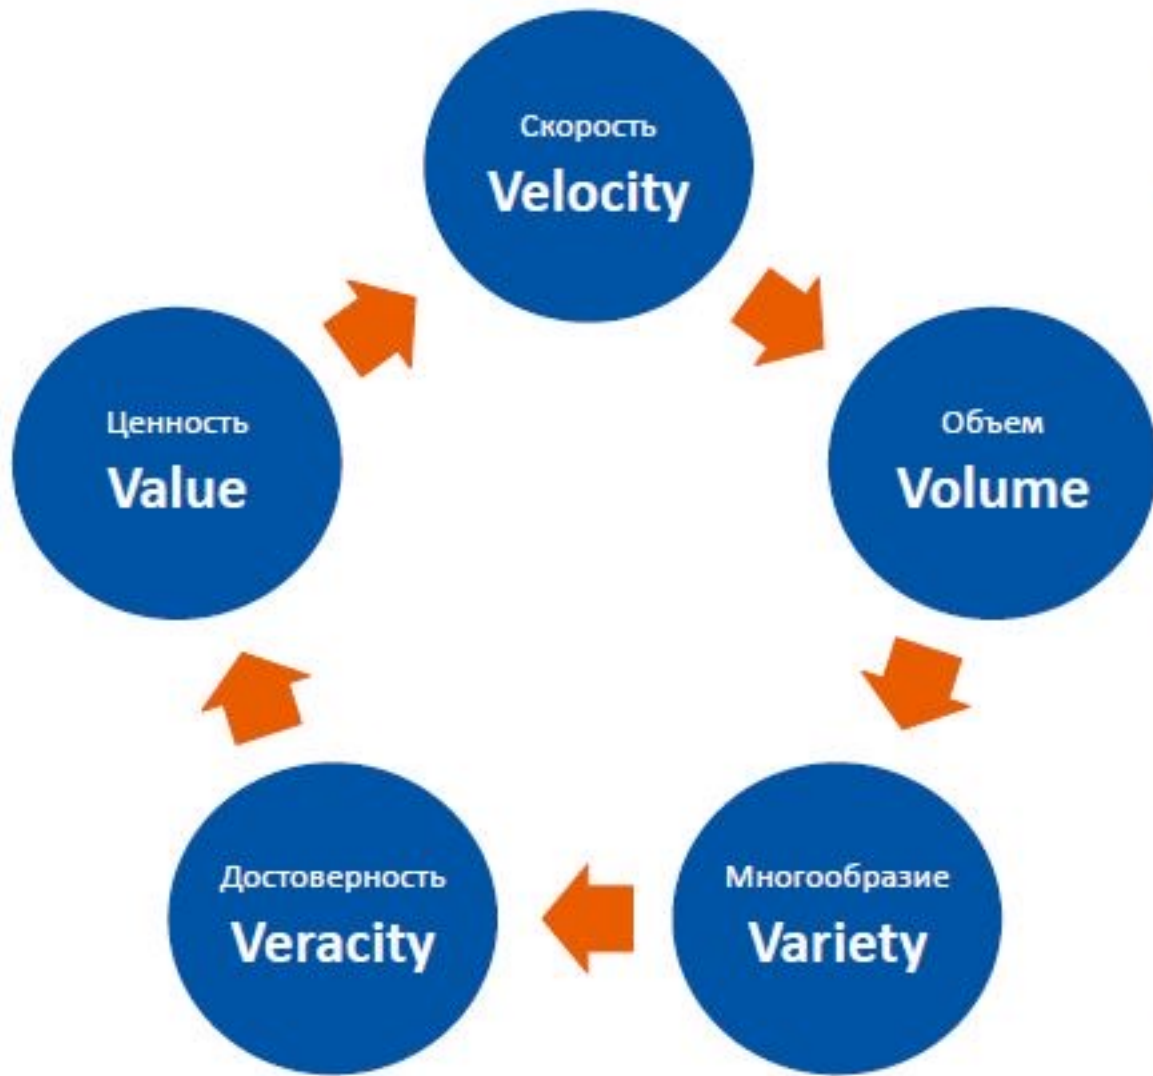 Скорость
Velocity
Объем
Volume
Многообразие
Variety
Достоверность
Veracity
Ценность
Value